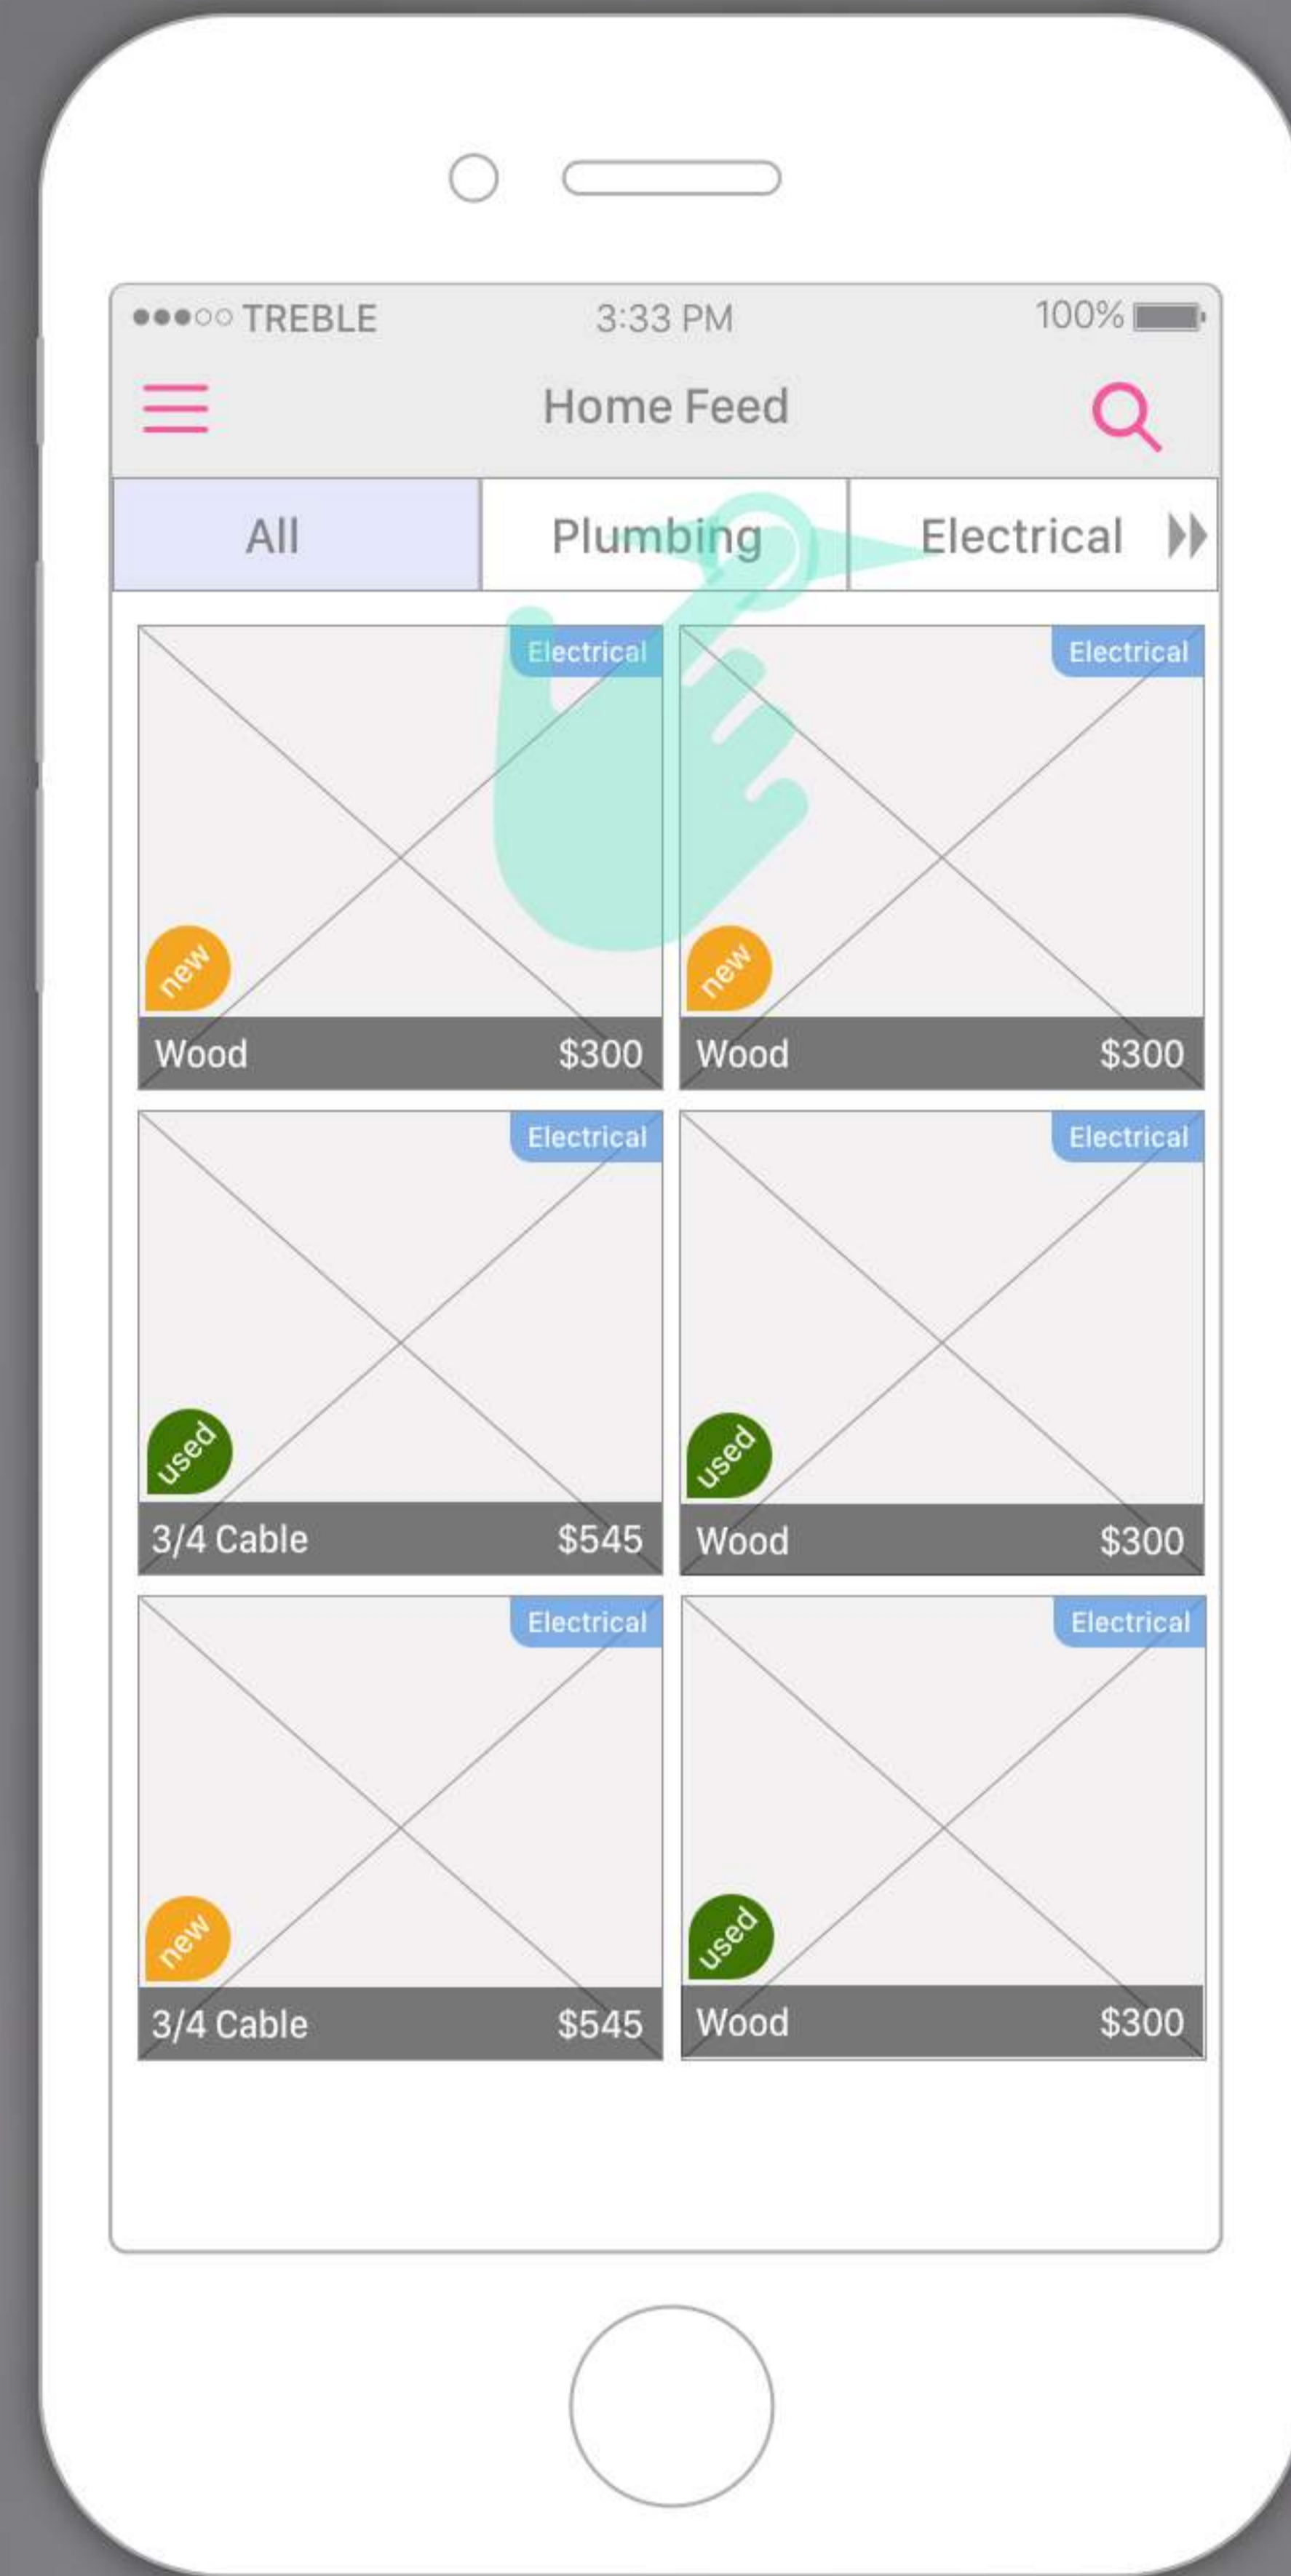 TREBLE 3:33 PM 100%
Home Feed
All Plumbing Electrical
Electrical Electrical
new new
Wood $300 Wood $300
Electrical Electrical
used used
3/4 Cable $545 Wood $300
Electrical Electrical
new used
3/4 Cable $545 Wood $300